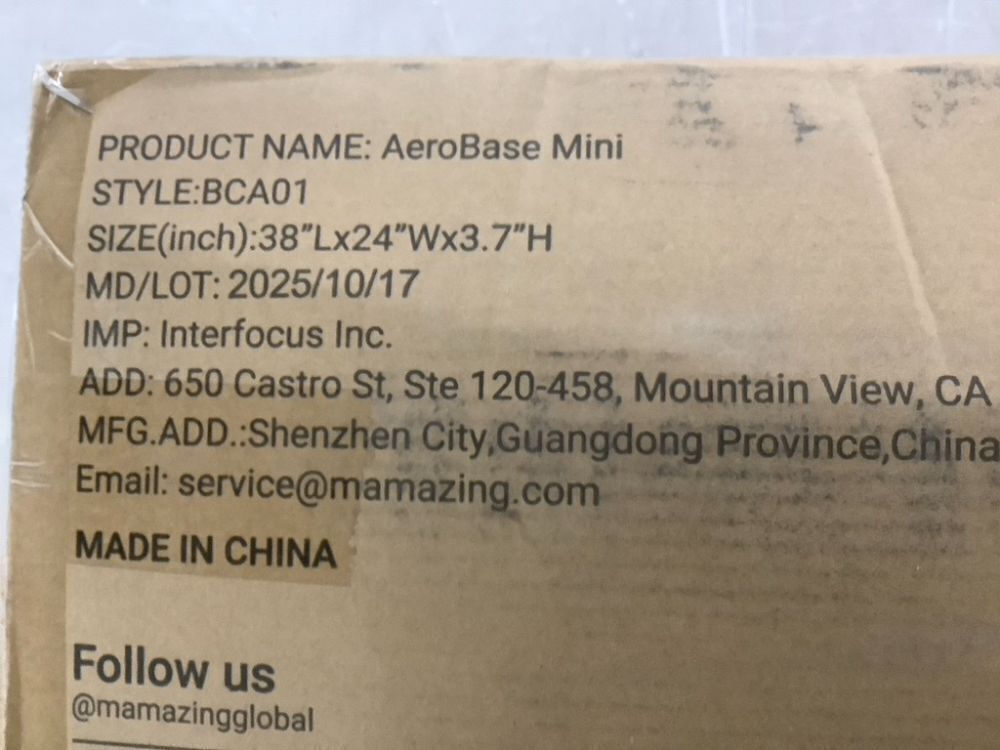 PRODUCT NAME: AeroBase Mini
STYLE:BCA01
SIZE(inch):38”Lx24”Wx3.7”H
MD/LOT: 2025/10/17
IMP: Interfocus Inc.
ADD: 650 Castro St, Ste 120-458, Mountain View, CA
MFG.ADD.:Shenzhen City,Guangdong Province,China
Email: service@mamazing.com
MADE IN CHINA
Follow us
@mamazingglobal